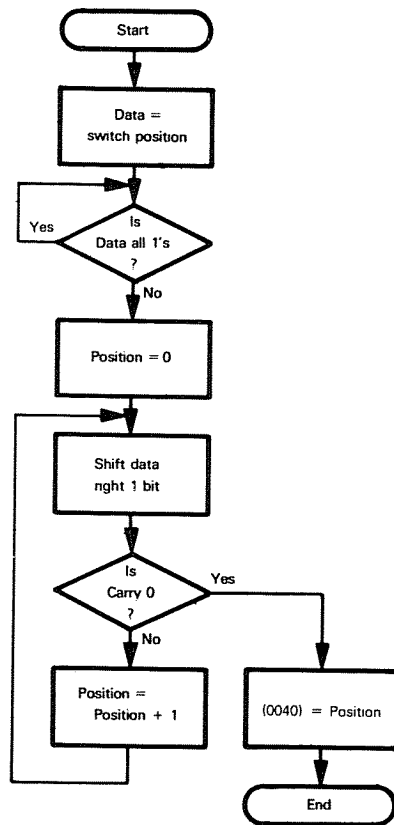 Start
Data =
switch position
Is
Data all 1's
?
Yes
No
Position = 0
Shift data
right 1 bit
Is
Carry 0
?
Yes
No
Position =
Position + 1
(0040) = Position
End